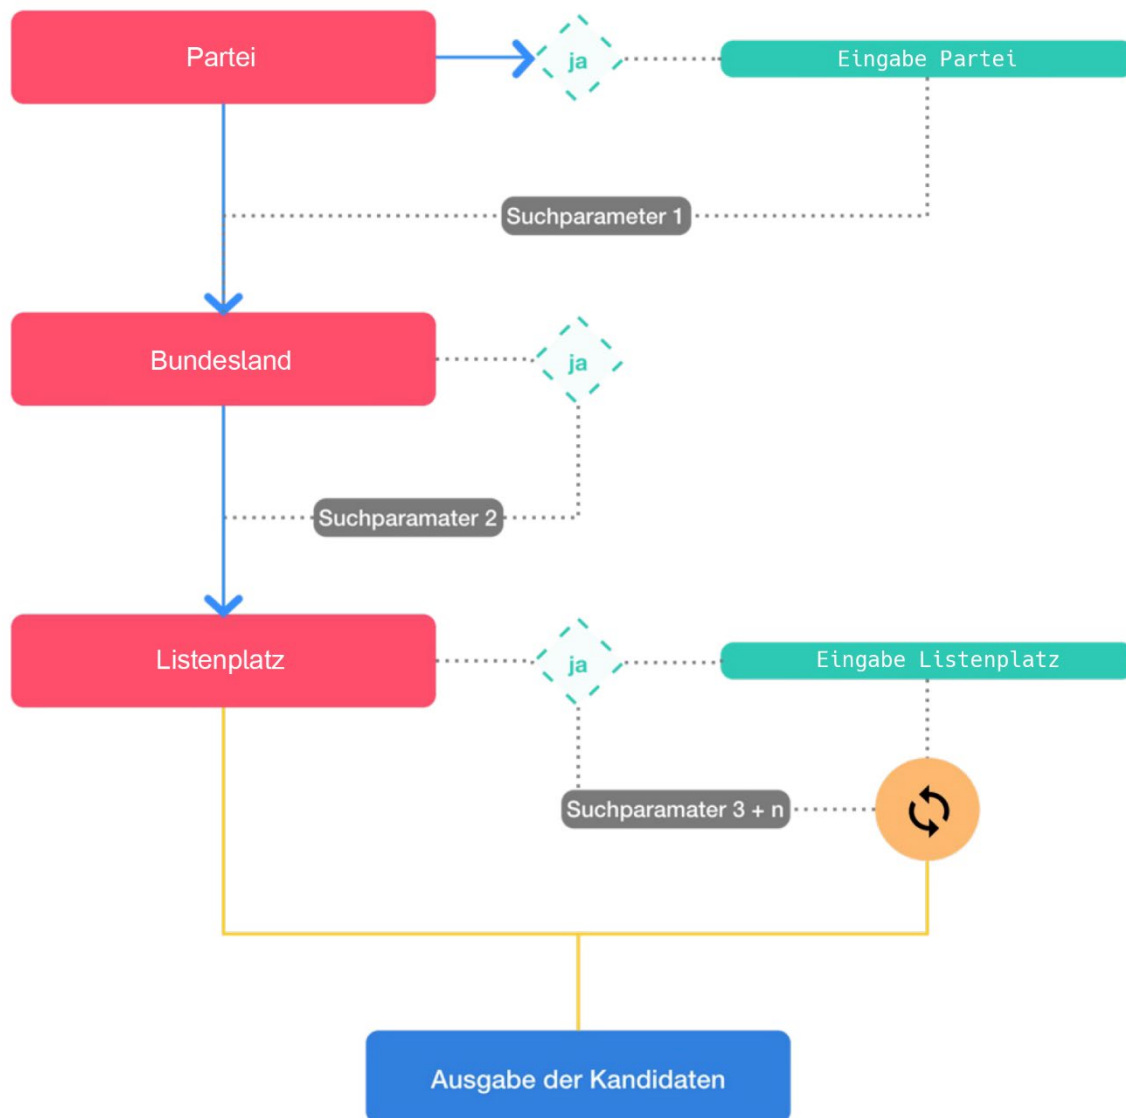 Partei
ja
Eingabe Partei
Suchparameter 1
Bundesland
ja
Suchparamater 2
Listenplatz
ja
Eingabe Listenplatz
Suchparamater 3 + n
Ausgabe der Kandidaten